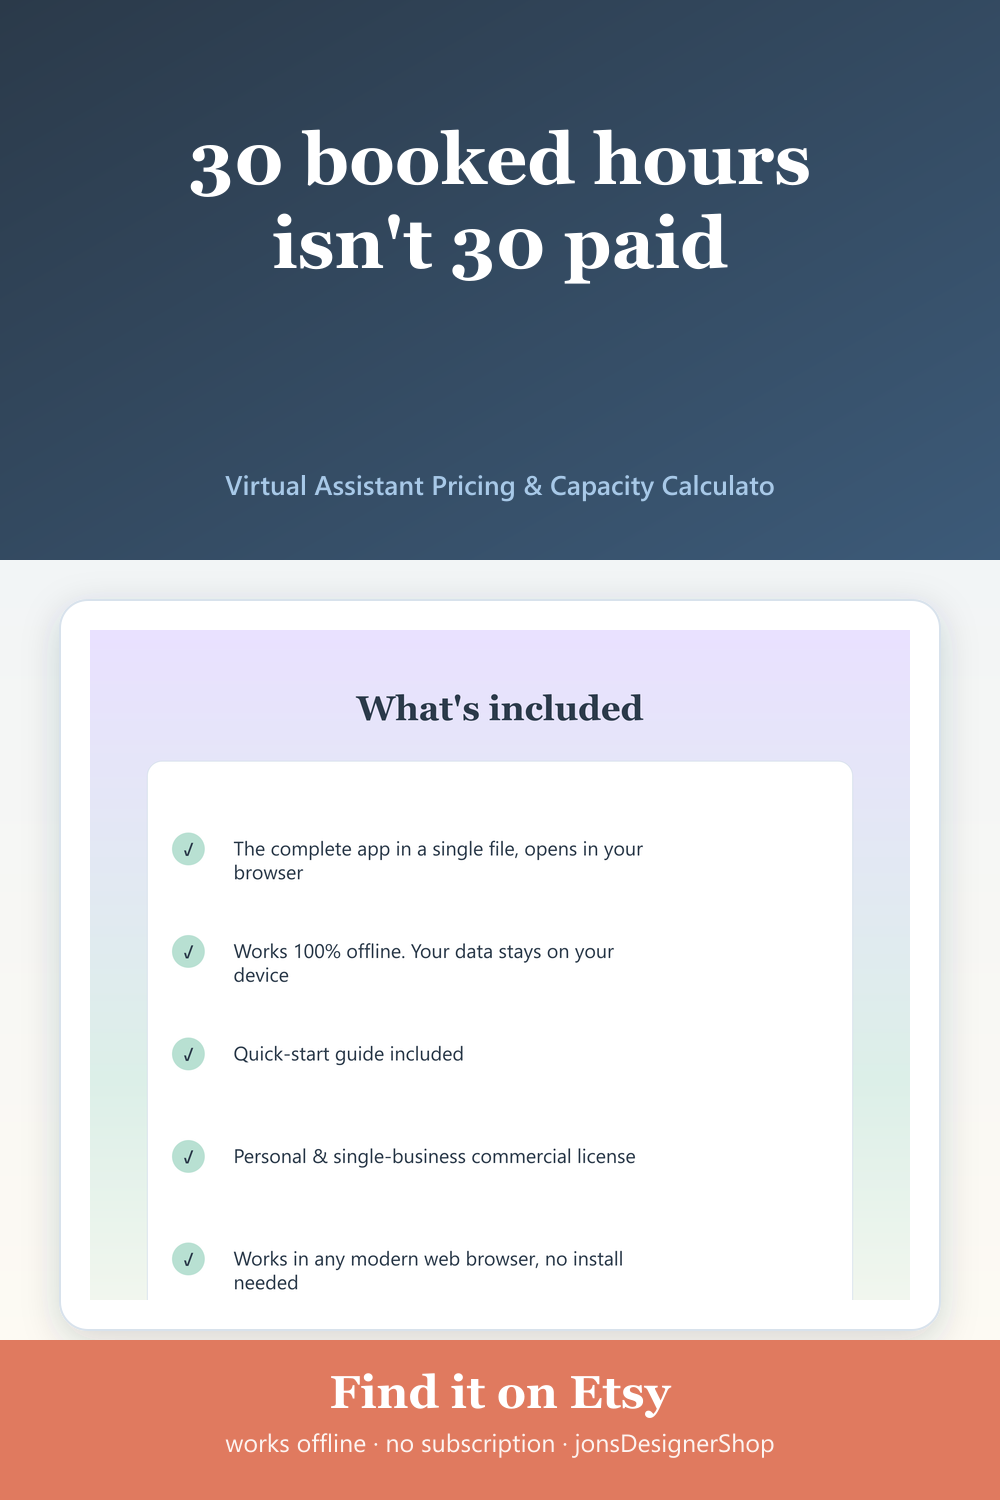 30 booked hours
isn't 30 paid
Virtual Assistant Pricing & Capacity Calculato
What's included
✓ The complete app in a single file, opens in your
browser
✓ Works 100% offline. Your data stays on your
device
✓ Quick-start guide included
✓ Personal & single-business commercial license
✓ Works in any modern web browser, no install
needed
Find it on Etsy
works offline · no subscription · jonsDesignerShop